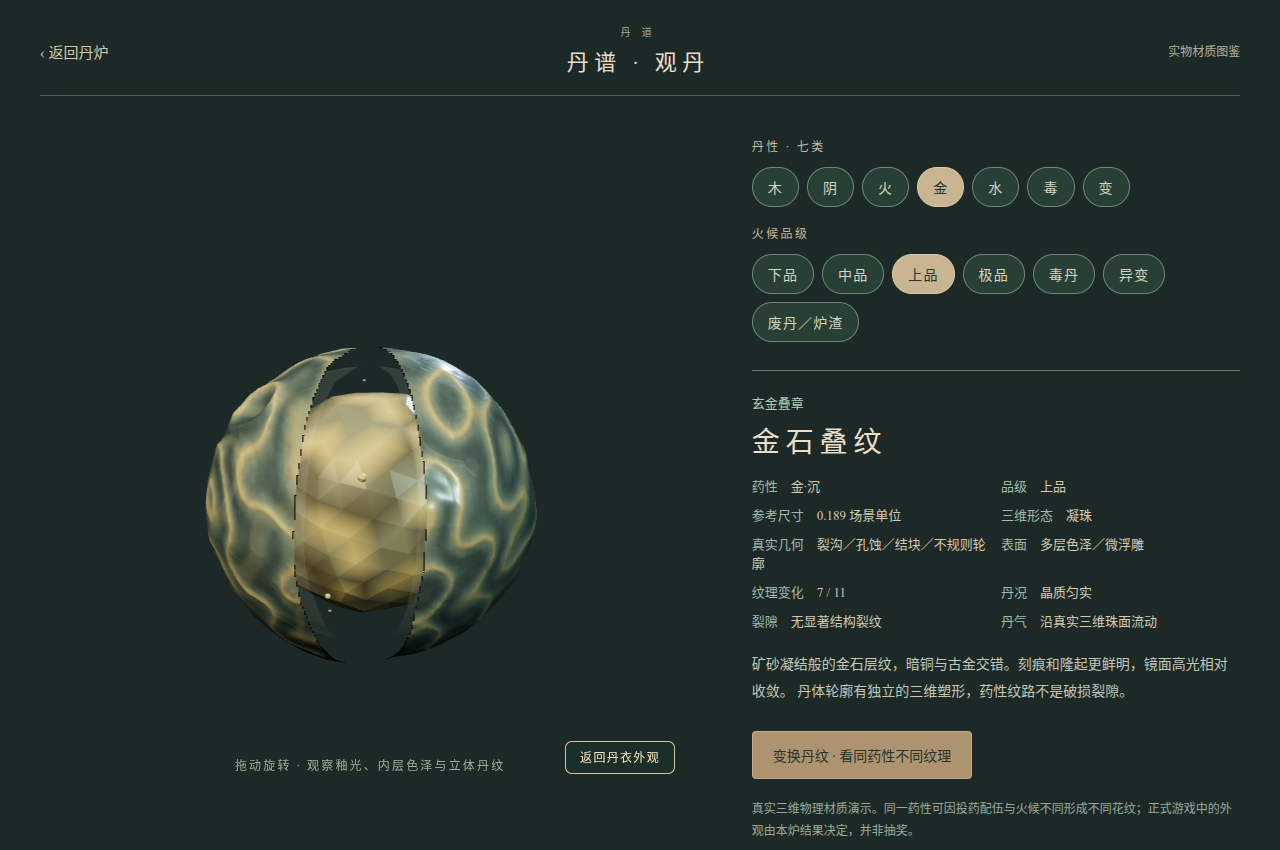 ‹ 返回丹炉
丹 道
丹谱 · 观丹
实物材质图鉴
丹性 · 七类
木 阴 火 金 水 毒 变
火候品级
下品 中品 上品 极品 毒丹 异变
废丹／炉渣
玄金叠章
金石叠纹
药性 金·沉 品级 上品
参考尺寸 0.189 场景单位 三维形态 凝珠
真实几何 裂沟／孔蚀／结块／不规则轮廓 表面 多层色泽／微浮雕
纹理变化 7 / 11 丹况 晶质匀实
裂隙 无显著结构裂纹 丹气 沿真实三维珠面流动
矿砂凝结般的金石层纹，暗铜与古金交错。刻痕和隆起更鲜明，镜面高光相对
收敛。 丹体轮廓有独立的三维塑形，药性纹路不是破损裂隙。
变换丹纹 · 看同药性不同纹理
真实三维物理材质演示。同一药性可因投药配伍与火候不同形成不同花纹；正式游戏中的外
观由本炉结果决定，并非抽奖。
拖动旋转 · 观察釉光、内层色泽与立体丹纹
返回丹衣外观